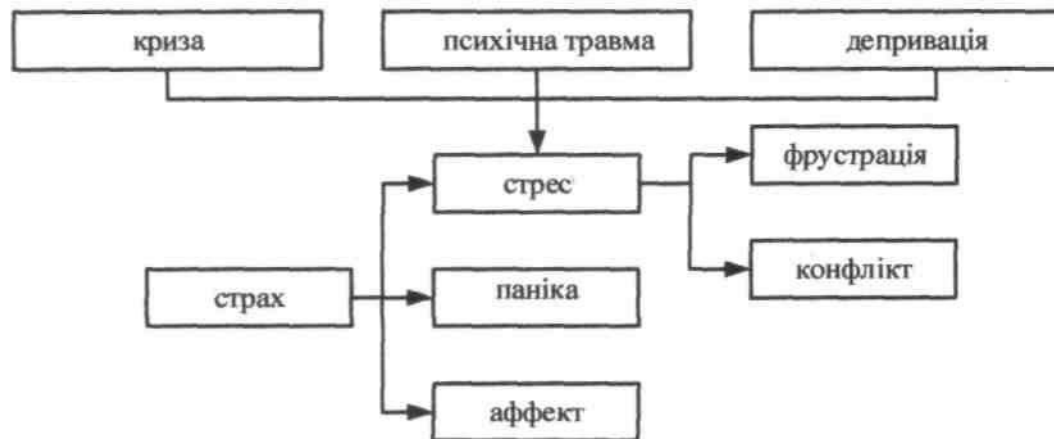 криза
психічна травма
депривація
фрустрація
стрес
конфлікт
страх
паніка
аффект